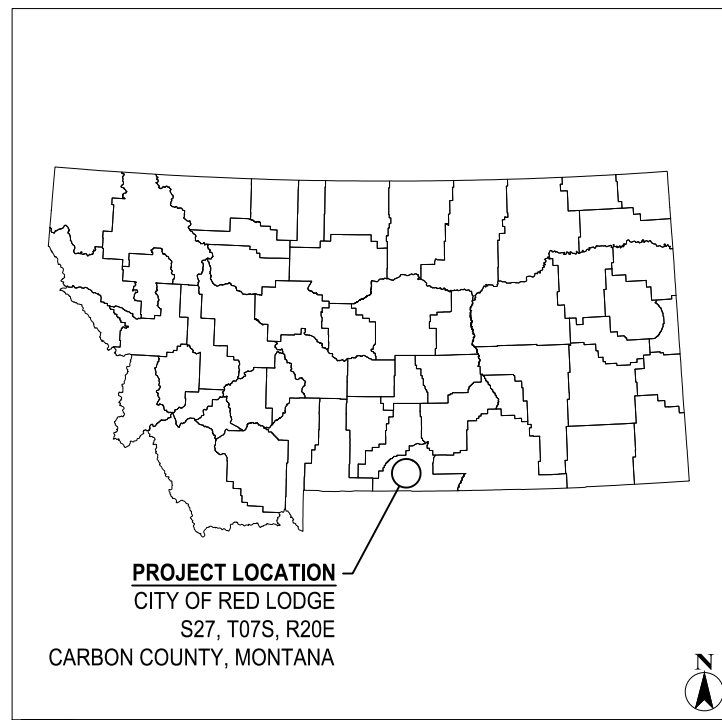 PROJECT LOCATION
CITY OF RED LODGE
S27, T07S, R20E
CARBON COUNTY, MONTANA
N